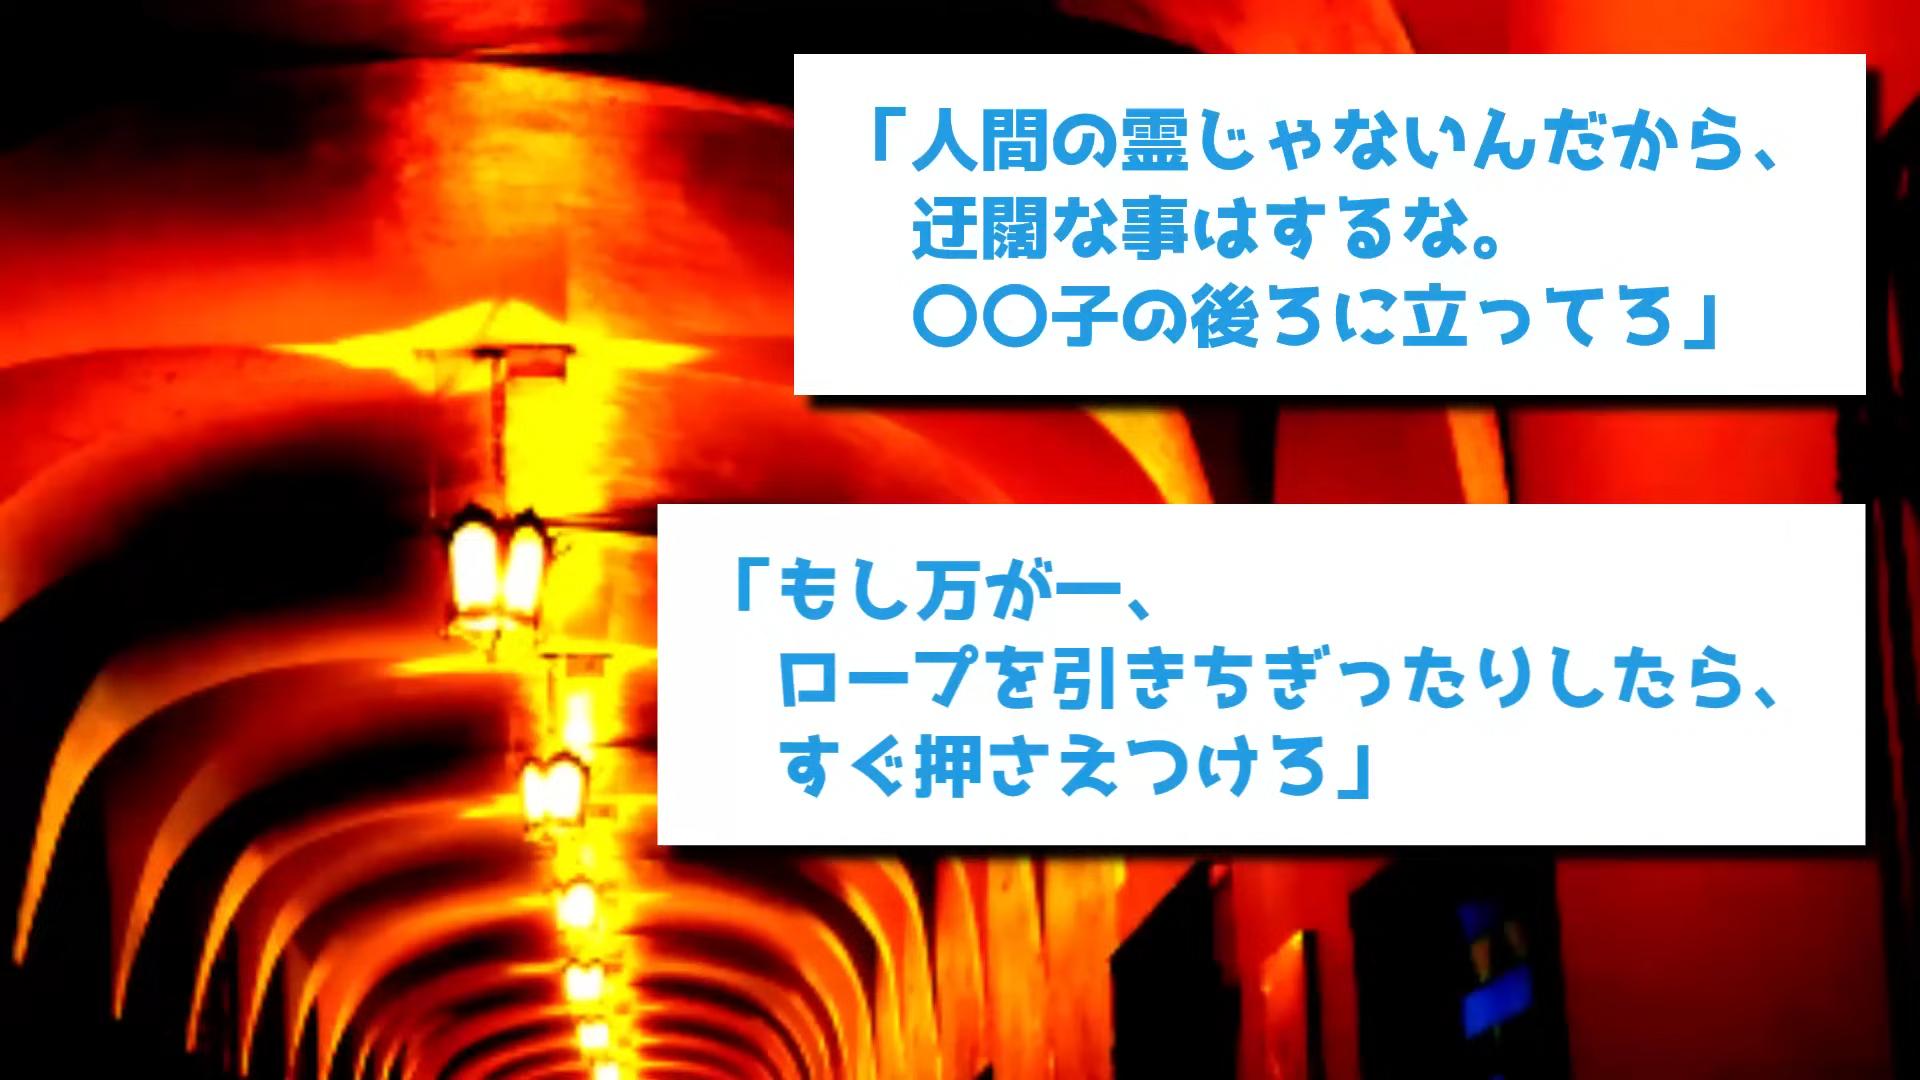 「人間の霊じゃないんだから、
迂闊な事はするな。
〇〇子の後ろに立ってろ」
「もし万が一、
ロープを引きちぎったりしたら、
すぐ押さえつけろ」